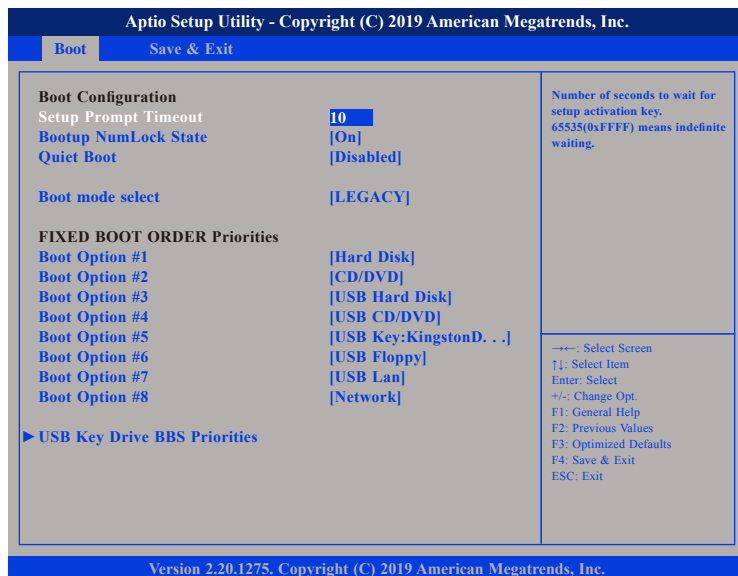 Aptio Setup Utility - Copyright (C) 2019 American Megatrends, Inc.
Boot Save & Exit
Boot Configuration
Setup Prompt Timeout 10
Bootup NumLock State [On]
Quiet Boot [Disabled]
Boot mode select [LEGACY]
FIXED BOOT ORDER Priorities
Boot Option #1 [Hard Disk]
Boot Option #2 [CD/DVD]
Boot Option #3 [USB Hard Disk]
Boot Option #4 [USB CD/DVD]
Boot Option #5 [USB Key:KingstonD. . .]
Boot Option #6 [USB Floppy]
Boot Option #7 [USB Lan]
Boot Option #8 [Network]
►USB Key Drive BBS Priorities
Number of seconds to wait for
setup activation key.
65535(0xFFFF) means indefinite
waiting.
→←: Select Screen
↑↓: Select Item
Enter: Select
+/-: Change Opt.
F1: General Help
F2: Previous Values
F3: Optimized Defaults
F4: Save & Exit
ESC: Exit
Version 2.20.1275. Copyright (C) 2019 American Megatrends, Inc.